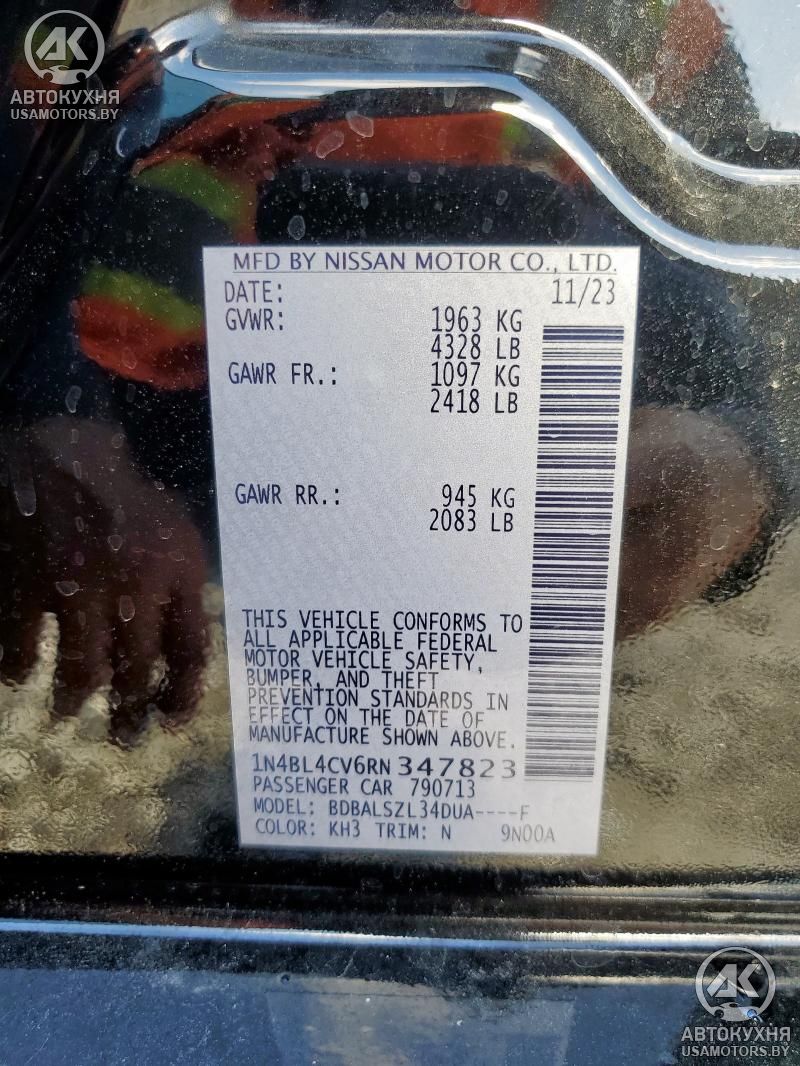 АК
АВТОКУХНЯ
USAMOTORS.BY
MFD BY NISSAN MOTOR CO., LTD.
DATE: 11/23
GVWR: 1963 KG
4328 LB
GAWR FR.: 1097 KG
2418 LB
GAWR RR.: 945 KG
2083 LB
THIS VEHICLE CONFORMS TO
ALL APPLICABLE FEDERAL
MOTOR VEHICLE SAFETY,
BUMPER, AND THEFT
PREVENTION STANDARDS IN
EFFECT ON THE DATE OF
MANUFACTURE SHOWN ABOVE.
1N4BL4CV6RN347823
PASSENGER CAR 790713
MODEL: BDBALSZL34DUA----F
COLOR: KH3 TRIM: N 9N00A
АК
АВТОКУХНЯ
USAMOTORS.BY